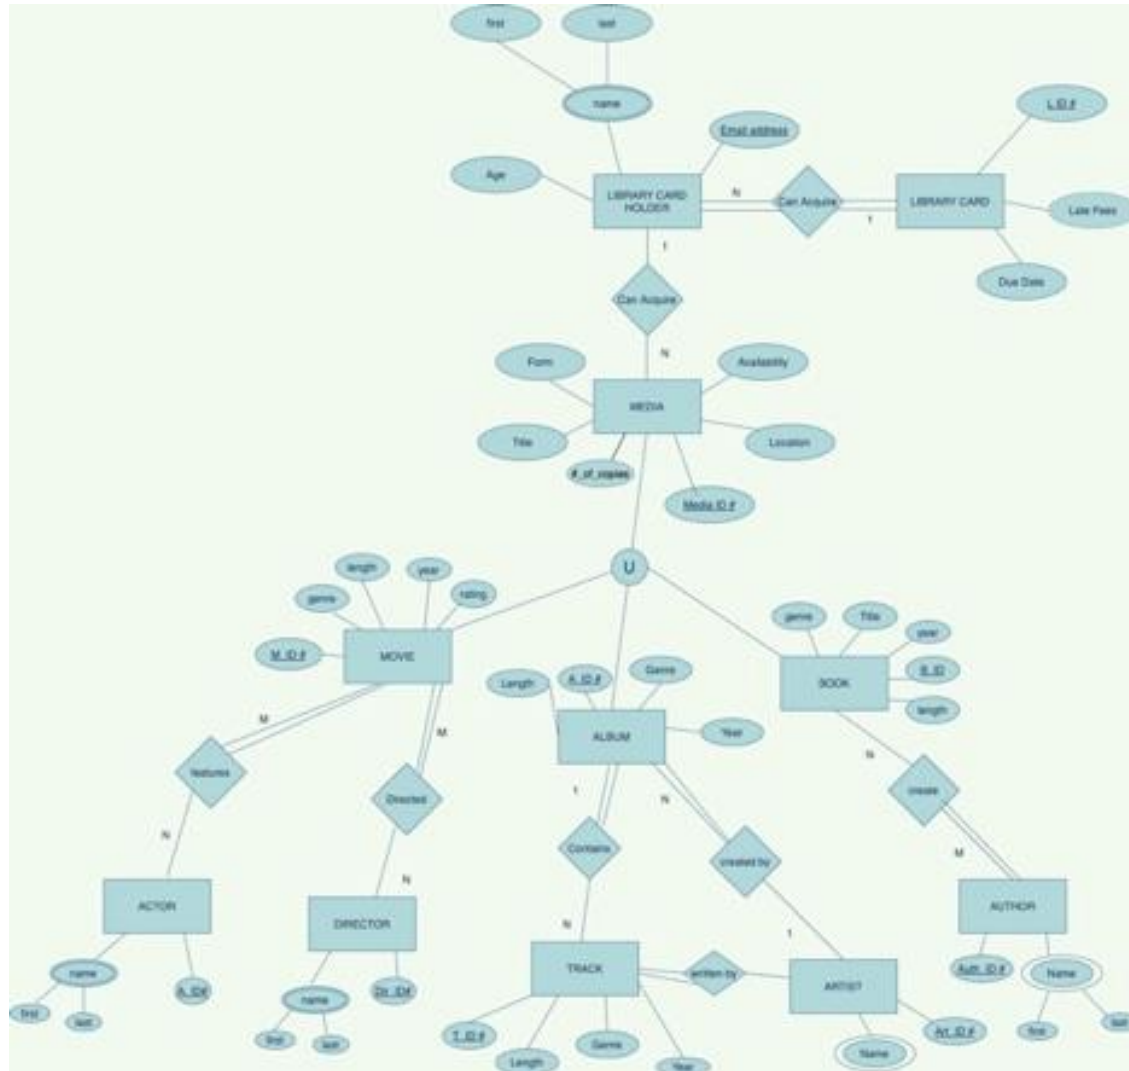 first
last
name
Email address
L ID #
Age
LIBRARY CARD
HOLDER
N
Can Acquire
1
LIBRARY CARD
Late Fees
Due Date
1
Can Acquire
N
Form
Availability
MEDIA
Title
Location
#_of_copies
Media ID #
U
length
year
genre
rating
M_ID #
MOVIE
genre
Title
year
BOOK
B_ID
length
Length
A_ID #
Genre
ALBUM
Year
M
M
features
Directed
1
N
N
create
Contains
created by
N
N
M
ACTOR
DIRECTOR
AUTHOR
N
1
name
A_ID#
first
last
name
Dir_ID#
first
last
TRACK
written by
ARTIST
T_ID #
Length
Genre
Year
Name
Art_ID #
Auth_ID #
Name
first
last